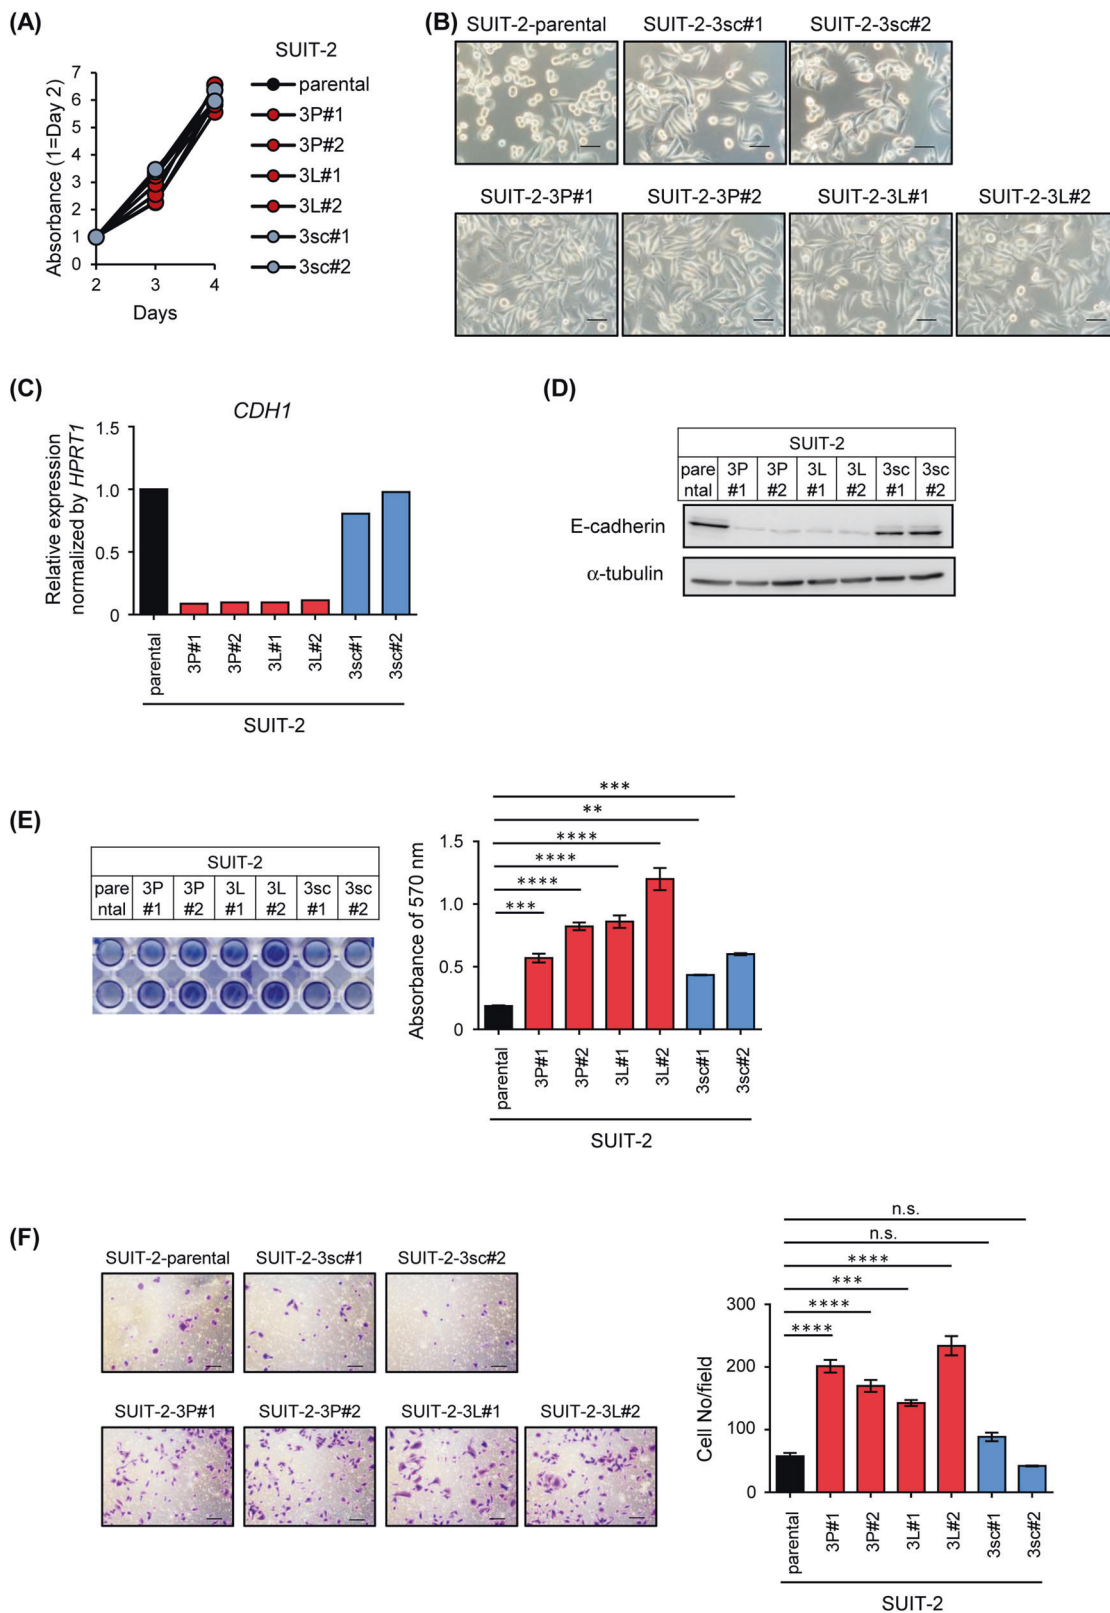 (A)
SUIT-2
Absorbance (1=Day 2)
7
6
5
4
3
2
1
0
2
3
4
Days
parental
3P#1
3P#2
3L#1
3L#2
3sc#1
3sc#2
(B)
SUIT-2-parental
SUIT-2-3sc#1
SUIT-2-3sc#2
SUIT-2-3P#1
SUIT-2-3P#2
SUIT-2-3L#1
SUIT-2-3L#2
(C)
CDH1
Relative expression
normalized by HPRT1
1.5
1.0
0.5
0
parental
3P#1
3P#2
3L#1
3L#2
3sc#1
3sc#2
SUIT-2
(D)
SUIT-2
pare
ntal
3P
#1
3P
#2
3L
#1
3L
#2
3sc
#1
3sc
#2
E-cadherin
α-tubulin
(E)
SUIT-2
pare
ntal
3P
#1
3P
#2
3L
#1
3L
#2
3sc
#1
3sc
#2
***
**
****
****
****
***
Absorbance of 570 nm
1.5
1.0
0.5
0
parental
3P#1
3P#2
3L#1
3L#2
3sc#1
3sc#2
SUIT-2
(F)
SUIT-2-parental
SUIT-2-3sc#1
SUIT-2-3sc#2
SUIT-2-3P#1
SUIT-2-3P#2
SUIT-2-3L#1
SUIT-2-3L#2
n.s.
n.s.
****
***
****
****
Cell No/field
300
200
100
0
parental
3P#1
3P#2
3L#1
3L#2
3sc#1
3sc#2
SUIT-2